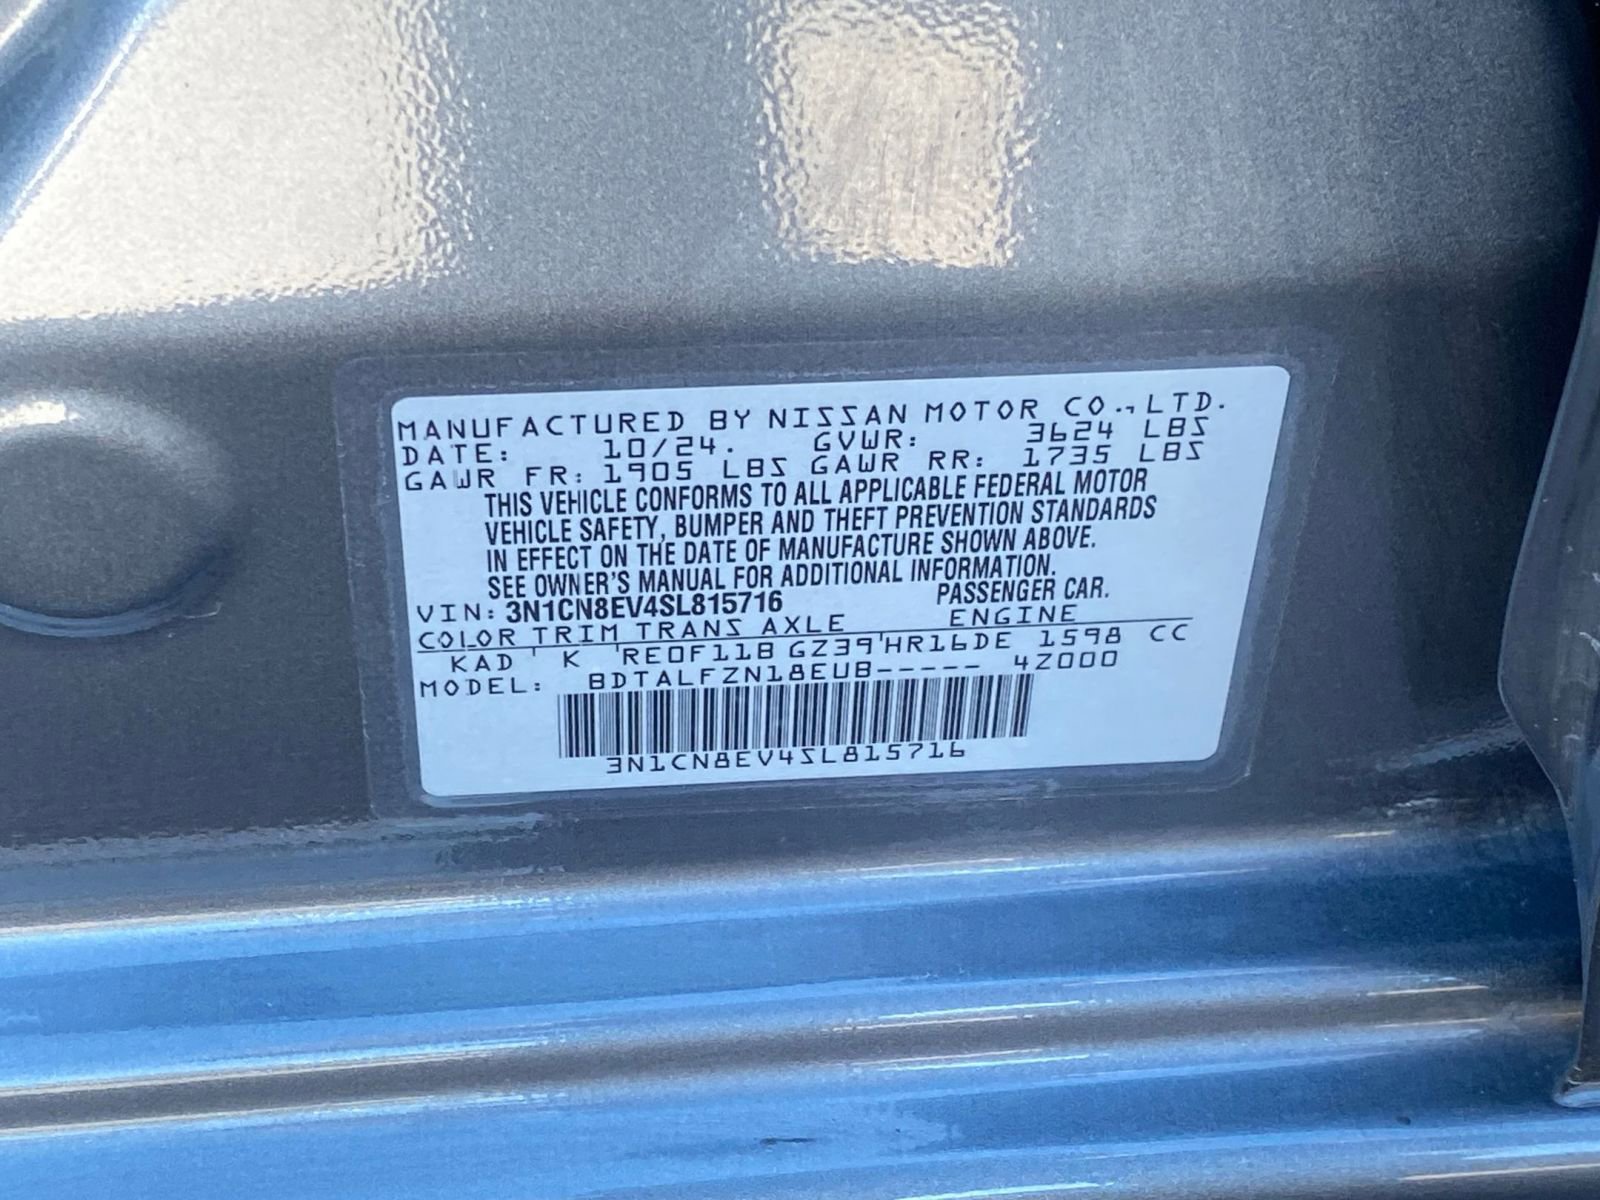 MANUFACTURED BY NISSAN MOTOR CO., LTD.
DATE: 10/24. GVWR: 3624 LBS
GAWR FR: 1905 LBS GAWR RR: 1735 LBS
THIS VEHICLE CONFORMS TO ALL APPLICABLE FEDERAL MOTOR
VEHICLE SAFETY, BUMPER AND THEFT PREVENTION STANDARDS
IN EFFECT ON THE DATE OF MANUFACTURE SHOWN ABOVE.
SEE OWNER'S MANUAL FOR ADDITIONAL INFORMATION.
VIN: 3N1CN8EV4SL815716 PASSENGER CAR.
COLOR TRIM TRANS AXLE ENGINE
KAD ' K 'RE0F11B GZ39'HR16DE 1598 CC
MODEL: BDTALFZN18EUB----- 4Z000
3N1CN8EV4SL815716